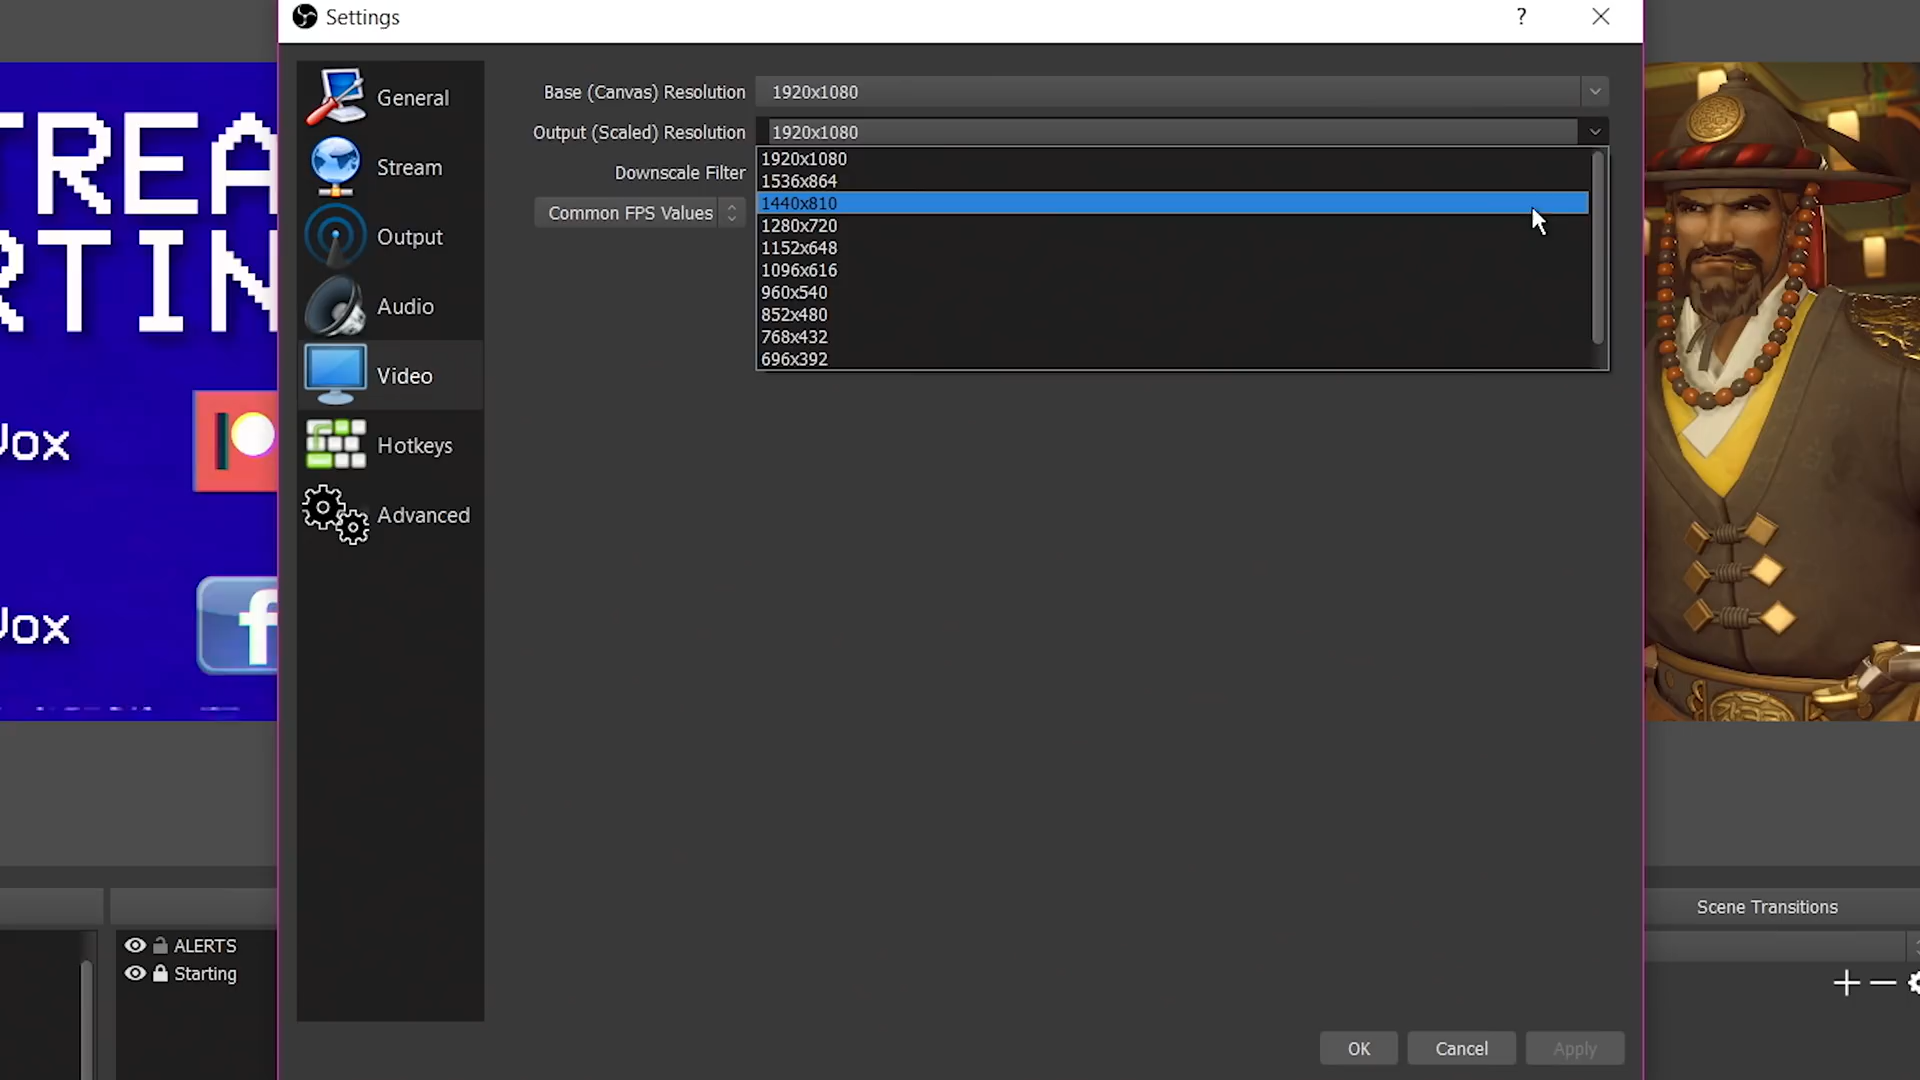 Settings
?
General
Stream
Output
Audio
Video
Hotkeys
Advanced
Base (Canvas) Resolution 1920x1080
Output (Scaled) Resolution 1920x1080
Downscale Filter
Common FPS Values
1920x1080
1536x864
1440x810
1280x720
1152x648
1096x616
960x540
852x480
768x432
696x392
TREA
RTIN
Jox
f
Jox
ALERTS
Starting
Scene Transitions
OK
Cancel
Apply